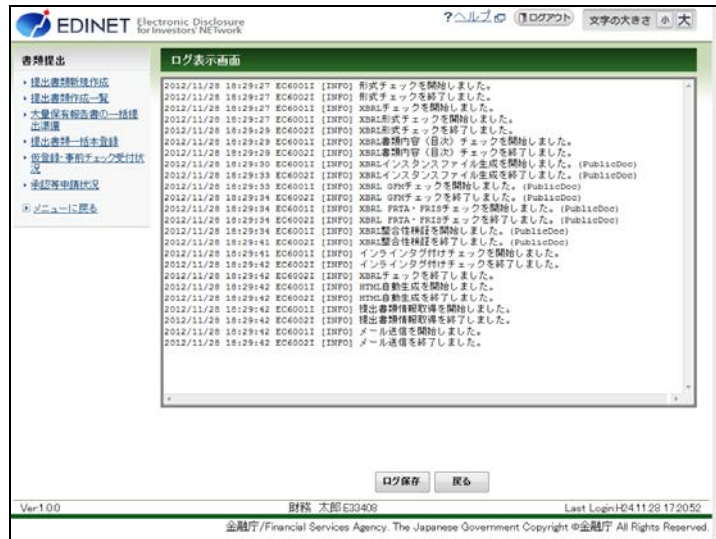 EDINET Electronic Disclosure for Investors' NETwork
?ヘルプ ログアウト 文字の大きさ 小 大
書類提出
・提出書類新規作成
・提出書類作成一覧
・大量保有報告書の一括提出準備
・提出書類一括本登録
・仮登録・事前チェック受付状況
・承認等申請状況
メニューに戻る
ログ表示画面
2012/11/28 18:29:27 EC6001I [INFO] 形式チェックを開始しました。
2012/11/28 18:29:27 EC6002I [INFO] 形式チェックを終了しました。
2012/11/28 18:29:27 EC6001I [INFO] XBRLチェックを開始しました。
2012/11/28 18:29:27 EC6001I [INFO] XBRL形式チェックを開始しました。
2012/11/28 18:29:29 EC6002I [INFO] XBRL形式チェックを終了しました。
2012/11/28 18:29:29 EC6001I [INFO] XBRL書類内容(目次)チェックを開始しました。
2012/11/28 18:29:29 EC6002I [INFO] XBRL書類内容(目次)チェックを終了しました。
2012/11/28 18:29:30 EC6001I [INFO] XBRLインスタンスファイル生成を開始しました。(PublicDoc)
2012/11/28 18:29:33 EC6002I [INFO] XBRLインスタンスファイル生成を終了しました。(PublicDoc)
2012/11/28 18:29:33 EC6001I [INFO] XBRL GFMチェックを開始しました。(PublicDoc)
2012/11/28 18:29:34 EC6002I [INFO] XBRL GFMチェックを終了しました。(PublicDoc)
2012/11/28 18:29:34 EC6001I [INFO] XBRL FRTA・FRISチェックを開始しました。(PublicDoc)
2012/11/28 18:29:34 EC6002I [INFO] XBRL FRTA・FRISチェックを終了しました。(PublicDoc)
2012/11/28 18:29:34 EC6001I [INFO] XBRL整合性検証を開始しました。(PublicDoc)
2012/11/28 18:29:41 EC6002I [INFO] XBRL整合性検証を終了しました。(PublicDoc)
2012/11/28 18:29:41 EC6001I [INFO] インラインタグ付けチェックを開始しました。
2012/11/28 18:29:42 EC6002I [INFO] インラインタグ付けチェックを終了しました。
2012/11/28 18:29:42 EC6002I [INFO] XBRLチェックを終了しました。
2012/11/28 18:29:42 EC6001I [INFO] HTML自動生成を開始しました。
2012/11/28 18:29:42 EC6002I [INFO] HTML自動生成を終了しました。
2012/11/28 18:29:42 EC6001I [INFO] 提出書類情報取得を開始しました。
2012/11/28 18:29:42 EC6002I [INFO] 提出書類情報取得を終了しました。
2012/11/28 18:29:42 EC6001I [INFO] メール送信を開始しました。
2012/11/28 18:29:42 EC6002I [INFO] メール送信を終了しました。
ログ保存 戻る
Ver1.0.0 財務 太郎 E33408 Last Login:H24.11.28 17:20:52
金融庁/Financial Services Agency. The Japanese Government Copyright ©金融庁 All Rights Reserved.